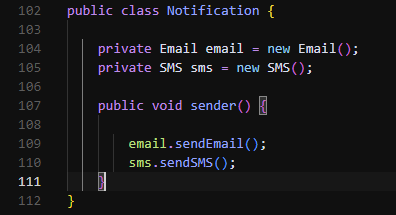 102 public class Notification {
103
104 private Email email = new Email();
105 private SMS sms = new SMS();
106
107 public void sender() {
108
109 email.sendEmail();
110 sms.sendSMS();
111 }
112 }